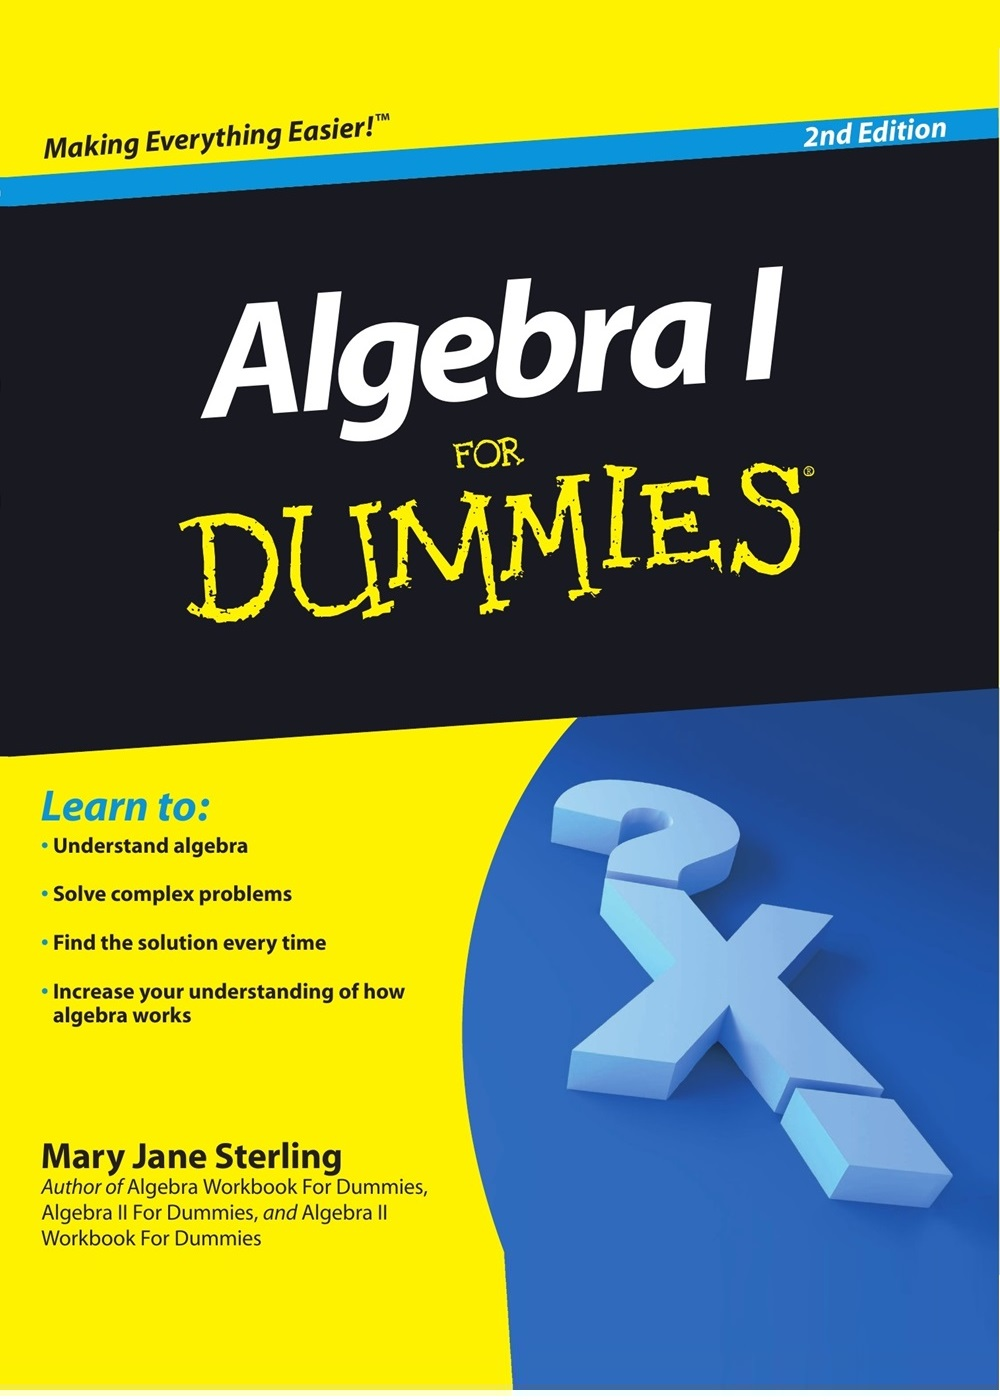 Making Everything Easier!™
2nd Edition
Algebra I
FOR
DUMMIES®
Learn to:
• Understand algebra
• Solve complex problems
• Find the solution every time
• Increase your understanding of how
algebra works
Mary Jane Sterling
Author of Algebra Workbook For Dummies,
Algebra II For Dummies, and Algebra II
Workbook For Dummies